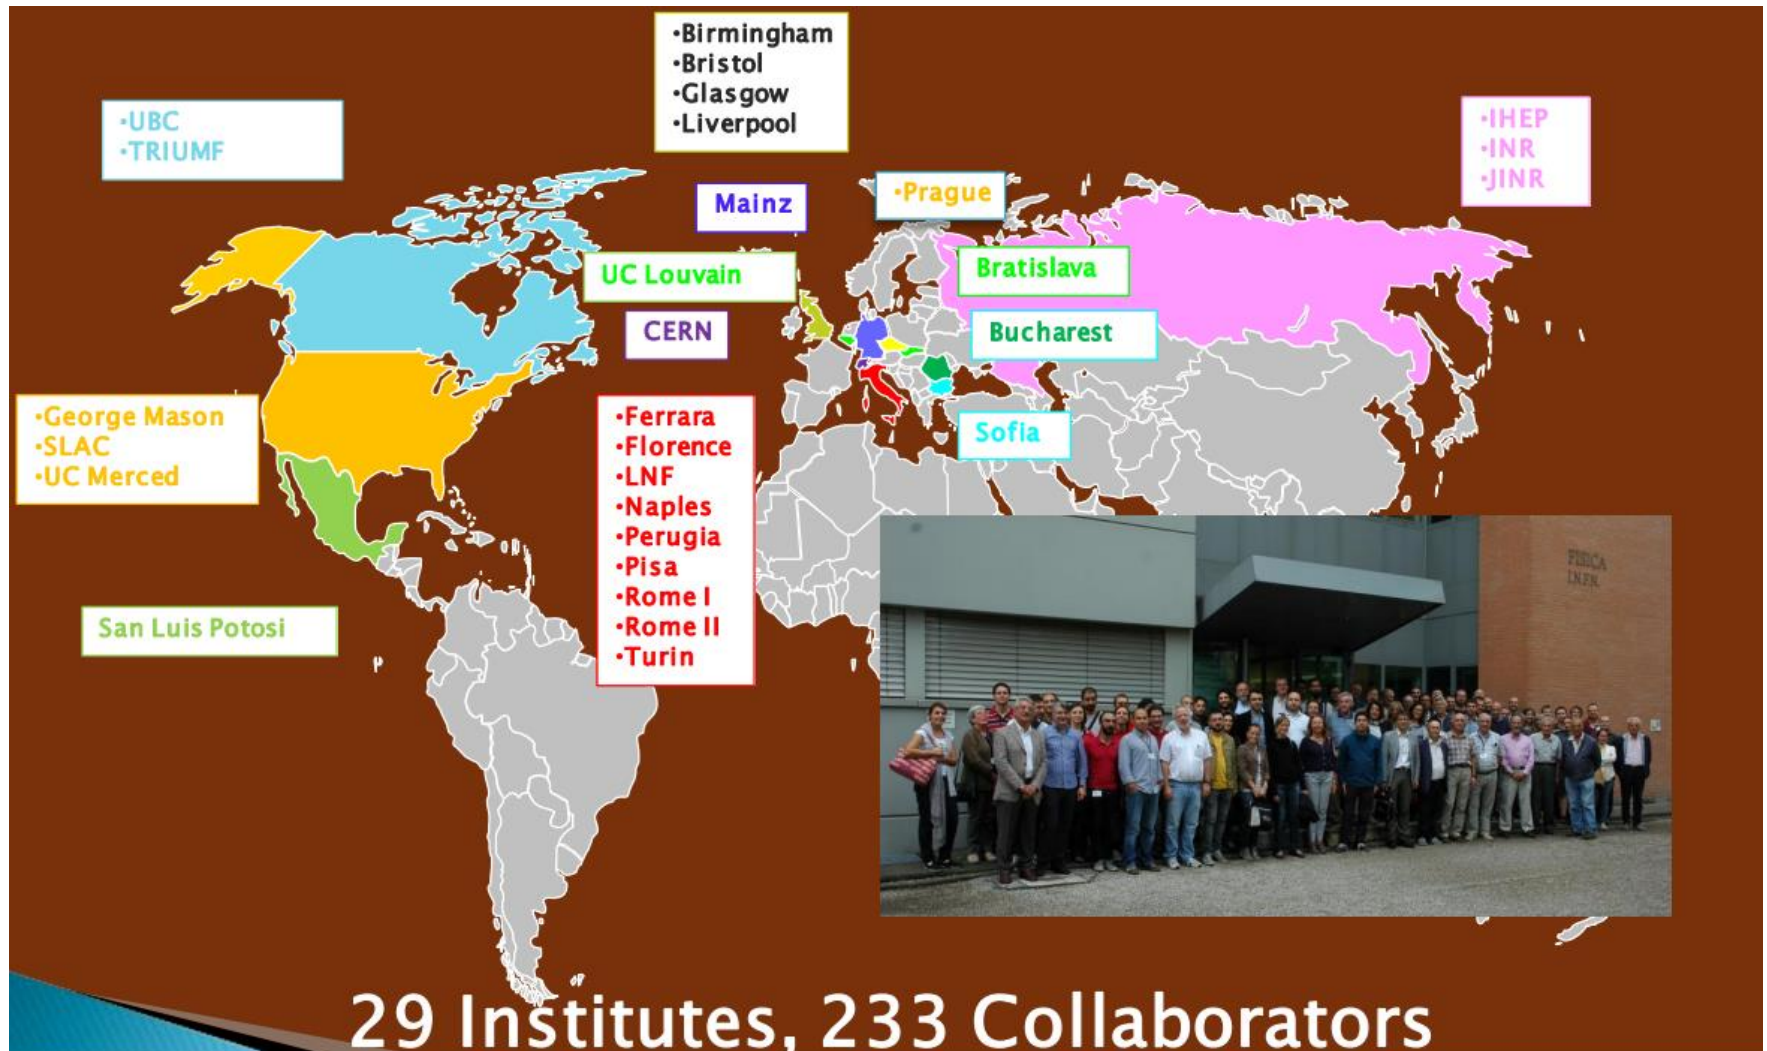 •Birmingham
•Bristol
•Glasgow
•Liverpool
•UBC
•TRIUMF
•IHEP
•INR
•JINR
Mainz
•Prague
UC Louvain
Bratislava
CERN
Bucharest
•George Mason
•SLAC
•UC Merced
•Ferrara
•Florence
•LNF
•Naples
•Perugia
•Pisa
•Rome I
•Rome II
•Turin
Sofia
San Luis Potosi
FISICA
I.N.F.N.
29 Institutes, 233 Collaborators